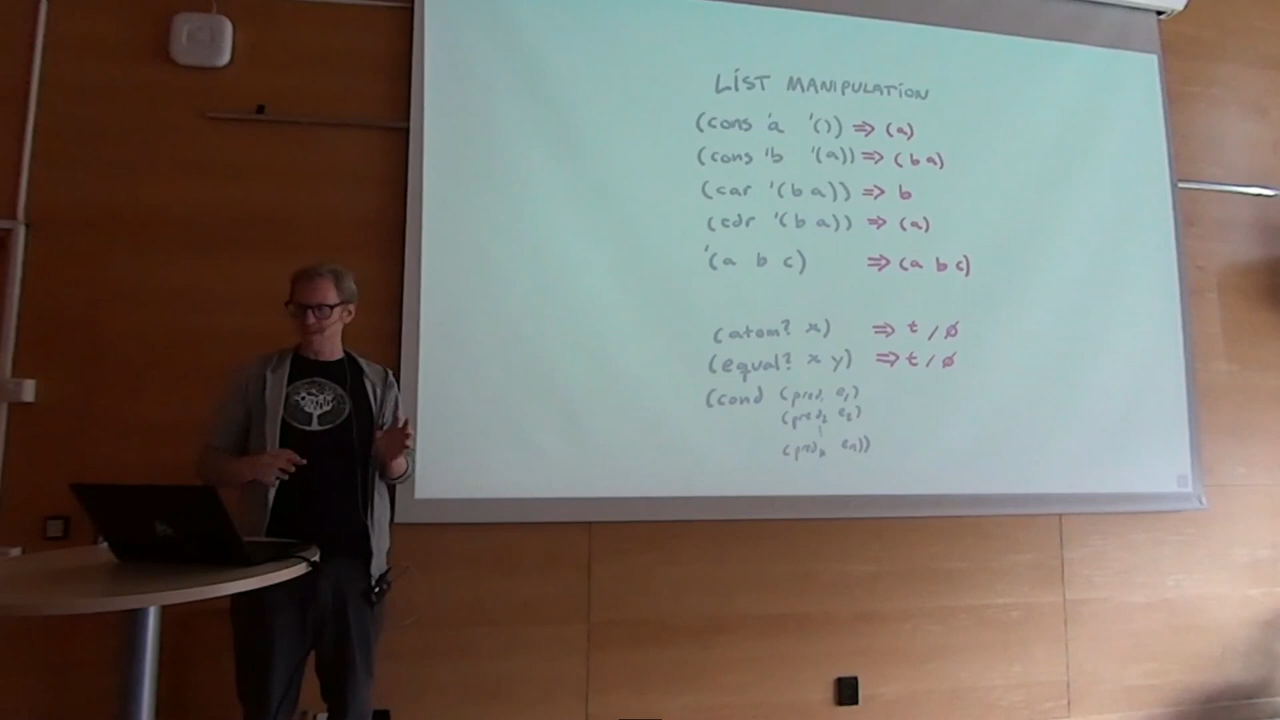 LIST MANIPULATION
(cons 'a '()) ⇒ (a)
(cons 'b '(a)) ⇒ (b a)
(car '(b a)) ⇒ b
(cdr '(b a)) ⇒ (a)
'(a b c) ⇒ (a b c)
(atom? x) ⇒ t / ø
(equal? x y) ⇒ t / ø
(cond (pred₁ e₁)
(pred₂ e₂)
⋮
(predₙ eₙ))